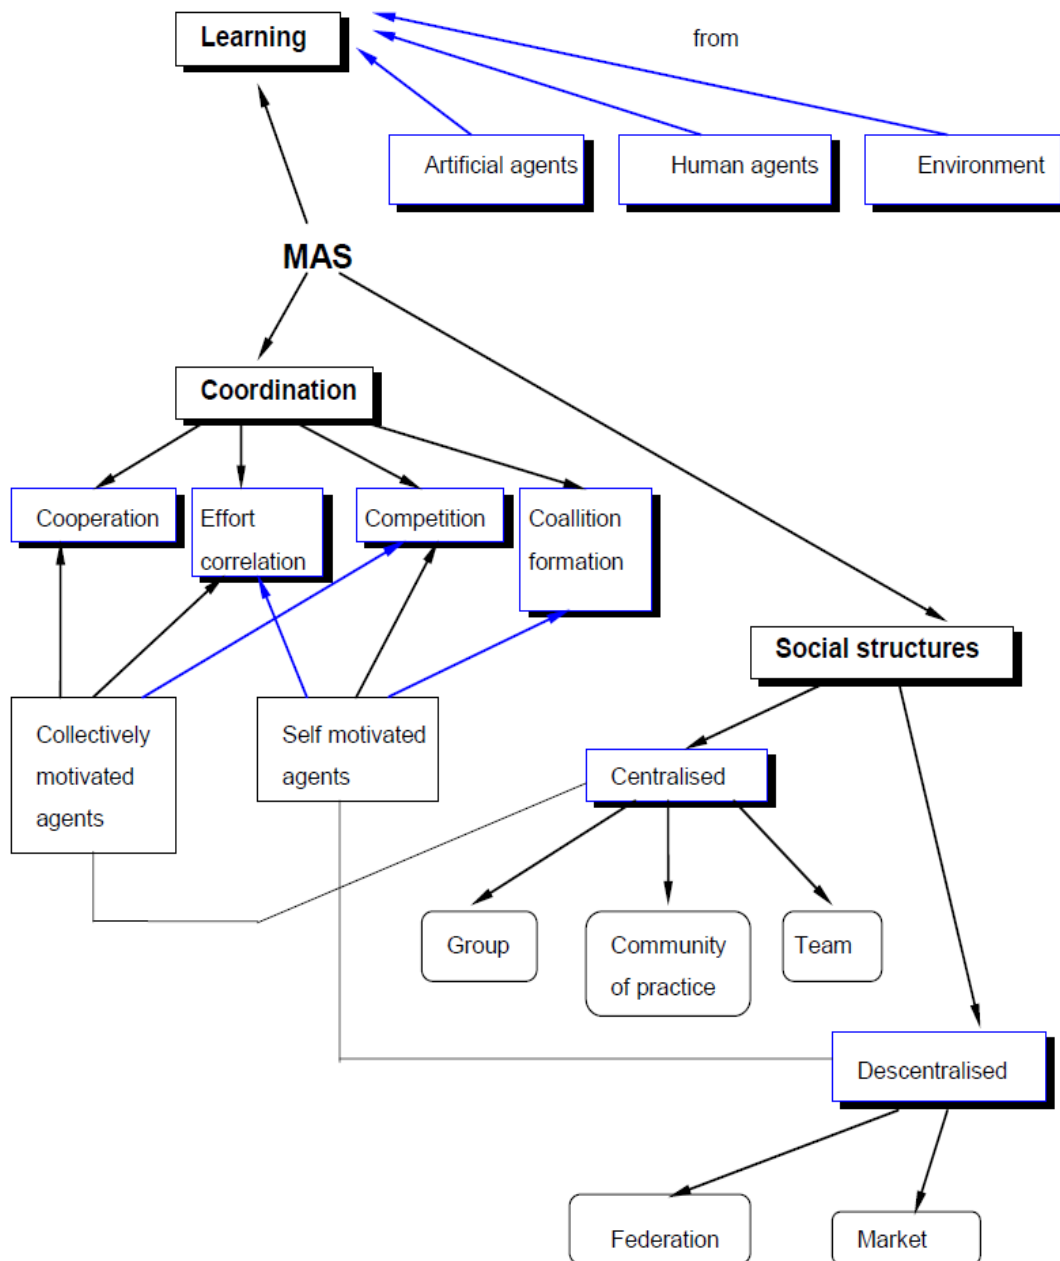 Learning
from
Artificial agents
Human agents
Environment
MAS
Coordination
Cooperation
Effort
correlation
Competition
Coallition
formation
Social structures
Collectively
motivated
agents
Self motivated
agents
Centralised
Group
Community
of practice
Team
Descentralised
Federation
Market